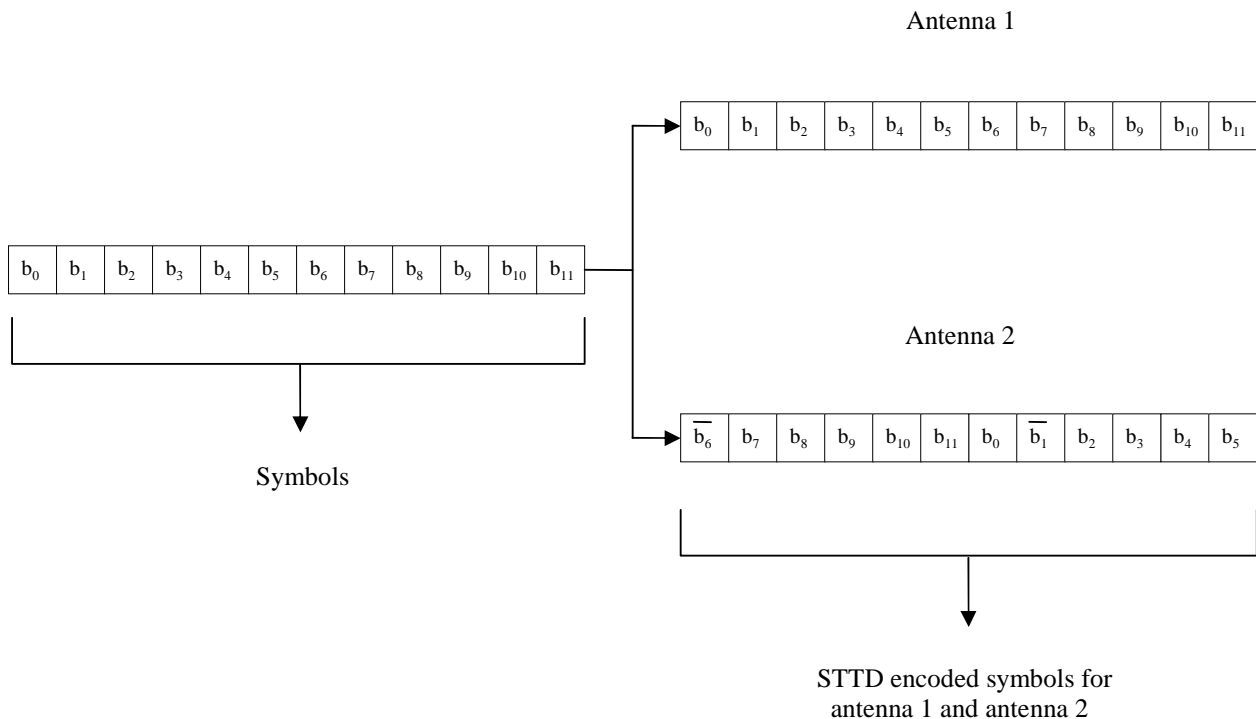 Antenna 1
b₀ b₁ b₂ b₃ b₄ b₅ b₆ b₇ b₈ b₉ b₁₀ b₁₁
b₀ b₁ b₂ b₃ b₄ b₅ b₆ b₇ b₈ b₉ b₁₀ b₁₁
Antenna 2
b̅₆ b₇ b₈ b₉ b₁₀ b₁₁ b₀ b̅₁ b₂ b₃ b₄ b₅
Symbols
STTD encoded symbols for
antenna 1 and antenna 2